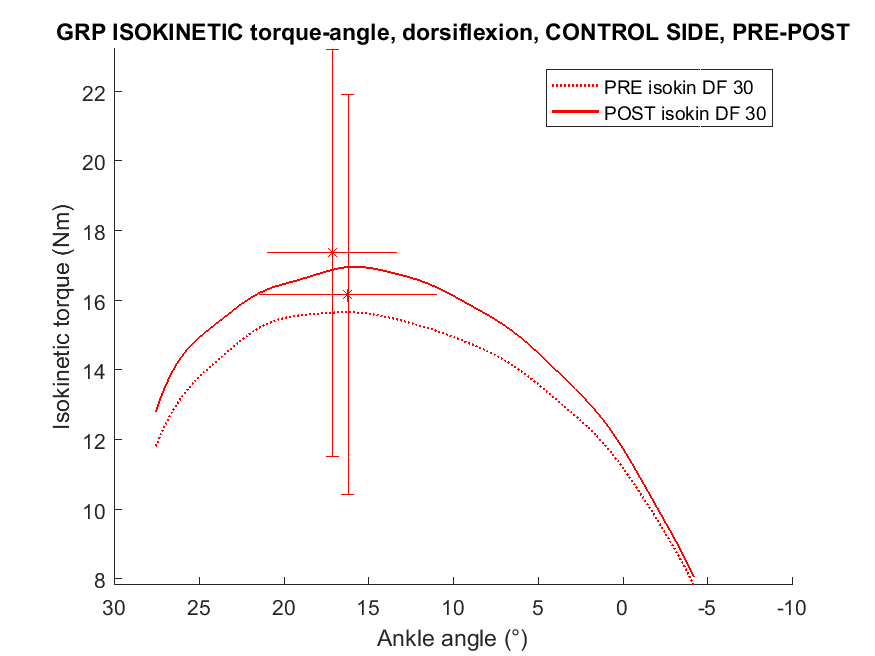 GRP ISOKINETIC torque-angle, dorsiflexion, CONTROL SIDE, PRE-POST
PRE isokin DF 30
POST isokin DF 30
Isokinetic torque (Nm)
22
20
18
16
14
12
10
8
30 25 20 15 10 5 0 -5 -10
Ankle angle (°)